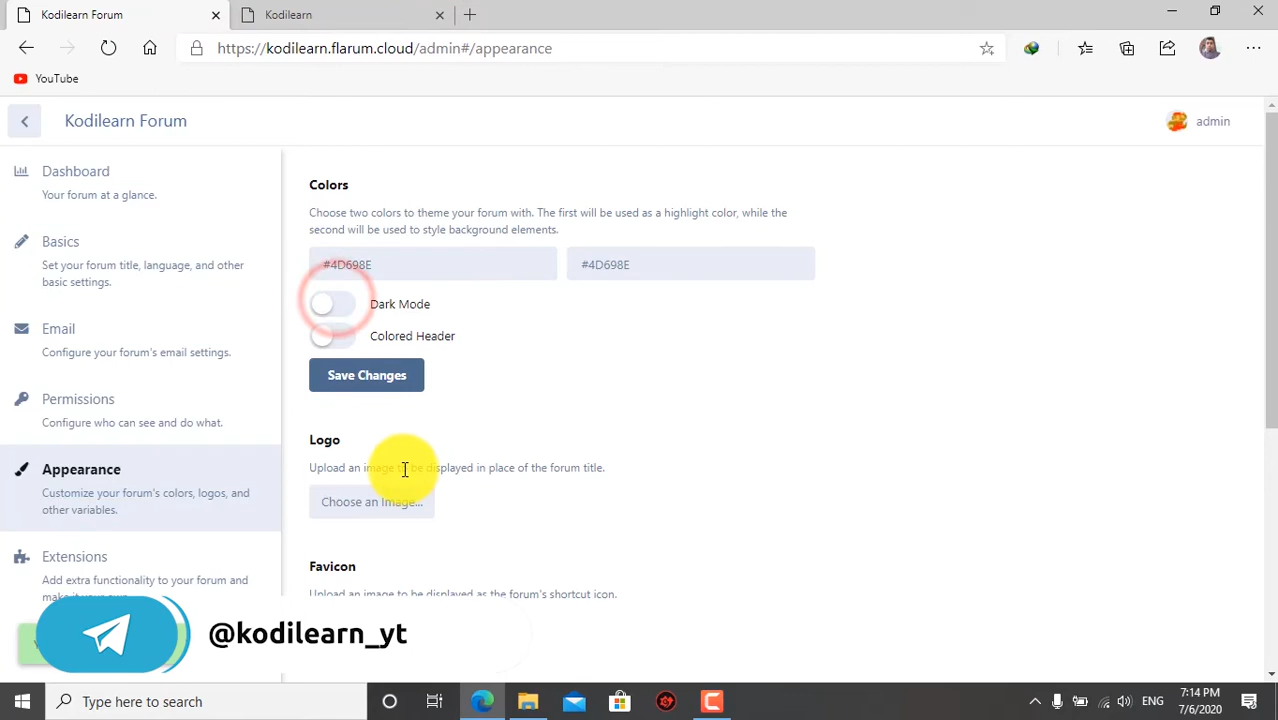 Kodilearn Forum
Kodilearn
https://kodilearn.flarum.cloud/admin#/appearance
YouTube
Kodilearn Forum
admin
Dashboard
Your forum at a glance.
Basics
Set your forum title, language, and other
basic settings.
Email
Configure your forum's email settings.
Permissions
Configure who can see and do what.
Appearance
Customize your forum's colors, logos, and
other variables.
Extensions
Add extra functionality to your forum and
Colors
Choose two colors to theme your forum with. The first will be used as a highlight color, while the
second will be used to style background elements.
#4D698E
#4D698E
Dark Mode
Colored Header
Save Changes
Logo
Upload an image to be displayed in place of the forum title.
Choose an Image...
Favicon
Upload an image to be displayed as the forum's shortcut icon.
@kodilearn_yt
Type here to search
ENG
7:14 PM
7/6/2020